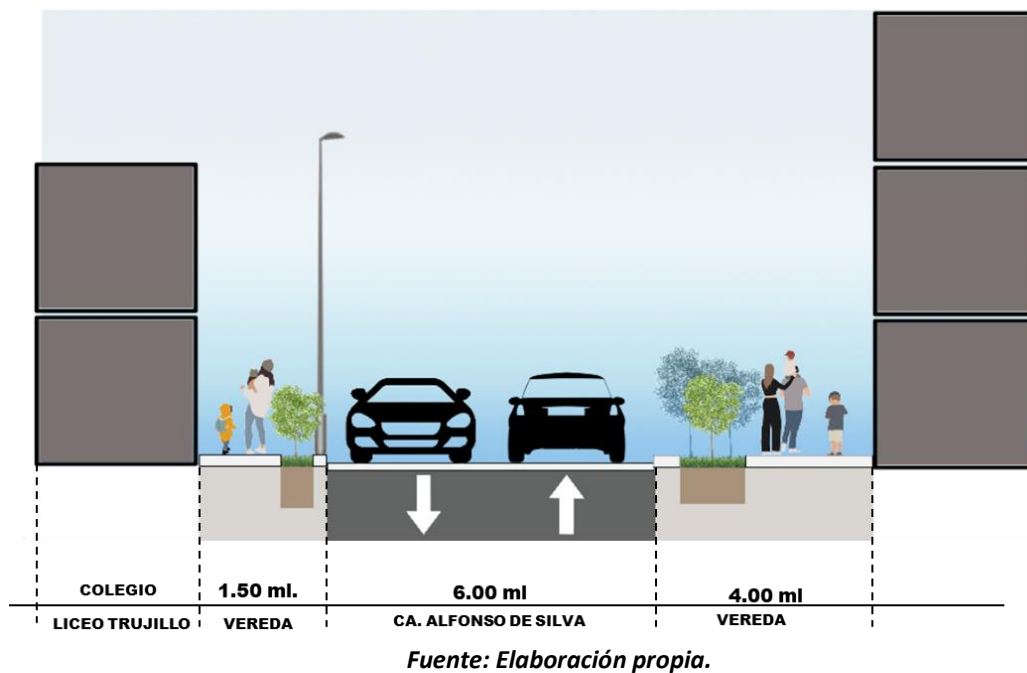 COLEGIO
1.50 ml.
6.00 ml
4.00 ml
LICEO TRUJILLO
VEREDA
CA. ALFONSO DE SILVA
VEREDA
Fuente: Elaboración propia.